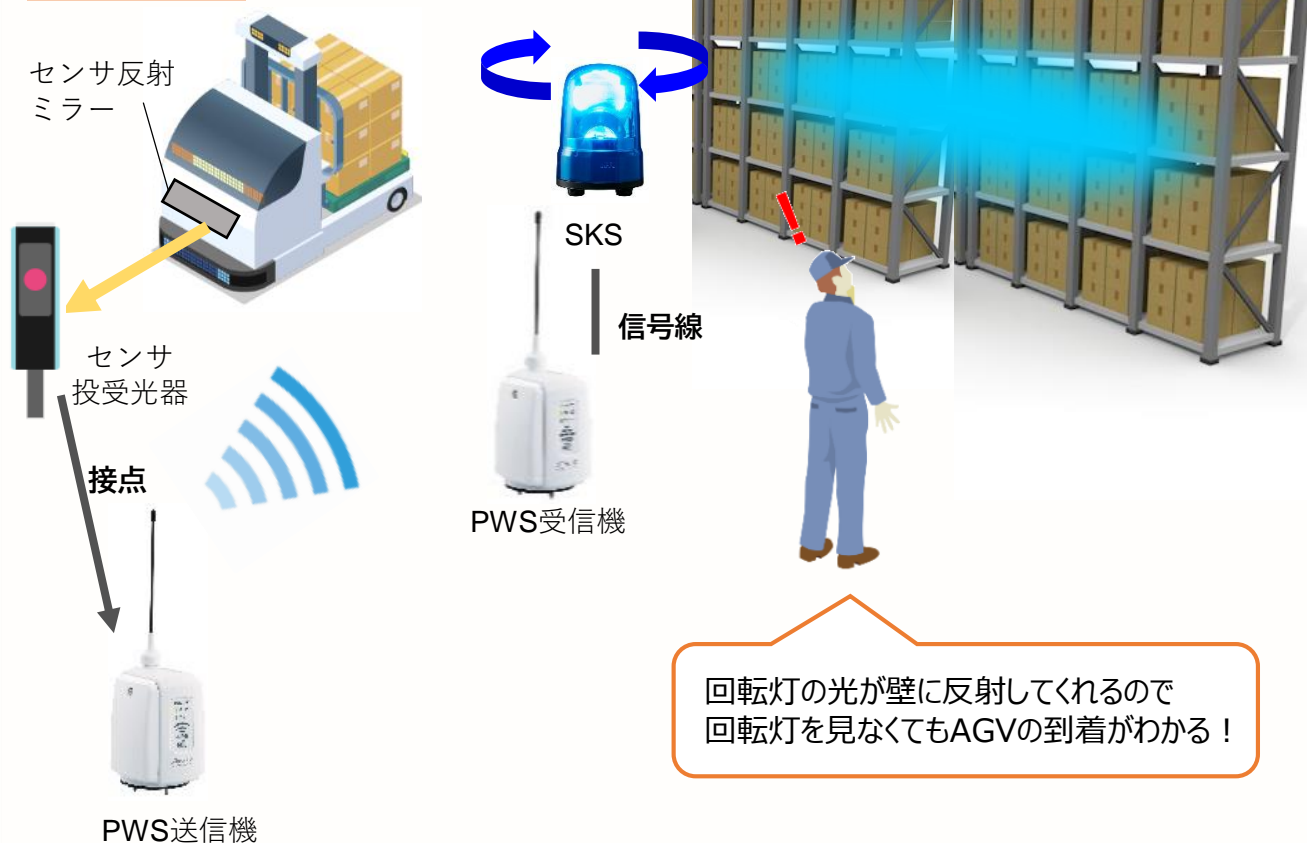 センサ反射
ミラー
SKS
信号線
センサ
投受光器
接点
PWS受信機
回転灯の光が壁に反射してくれるので
回転灯を見なくてもAGVの到着がわかる！
PWS送信機